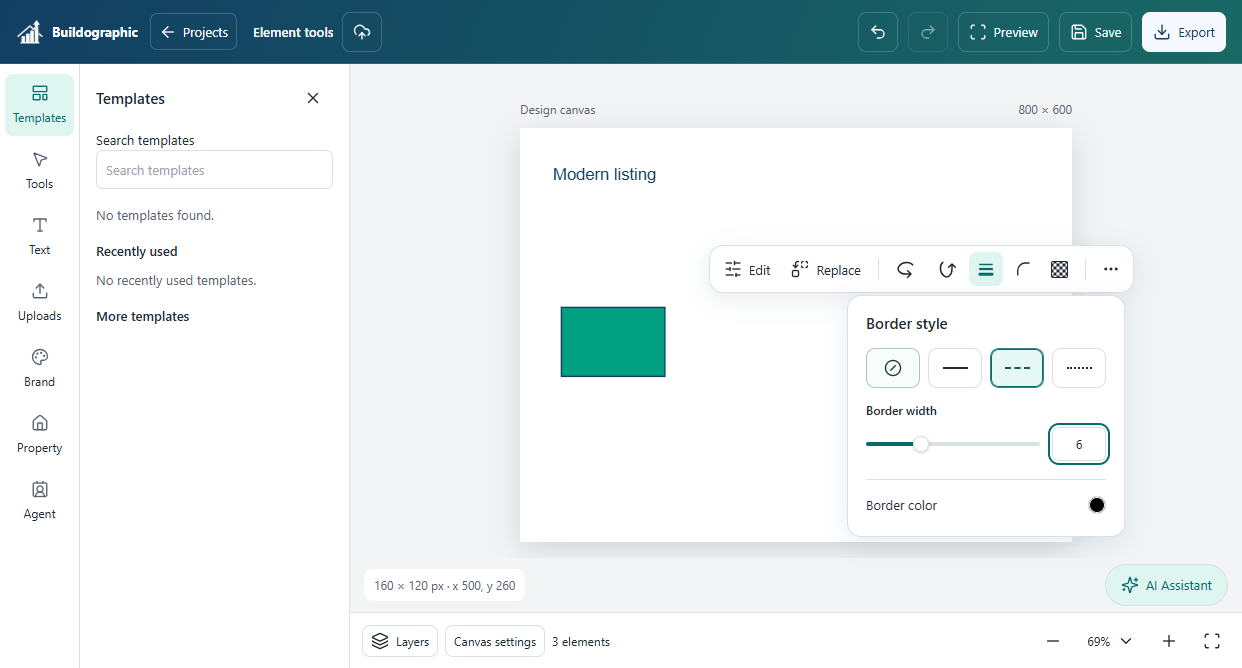 Buildographic
Projects
Element tools
Preview
Save
Export
Templates
Tools
Text
Uploads
Brand
Property
Agent
Templates
Search templates
Search templates
No templates found.
Recently used
No recently used templates.
More templates
Design canvas
800 × 600
Modern listing
Edit
Replace
Border style
Border width
6
Border color
160 × 120 px · x 500, y 260
AI Assistant
Layers
Canvas settings
3 elements
69%